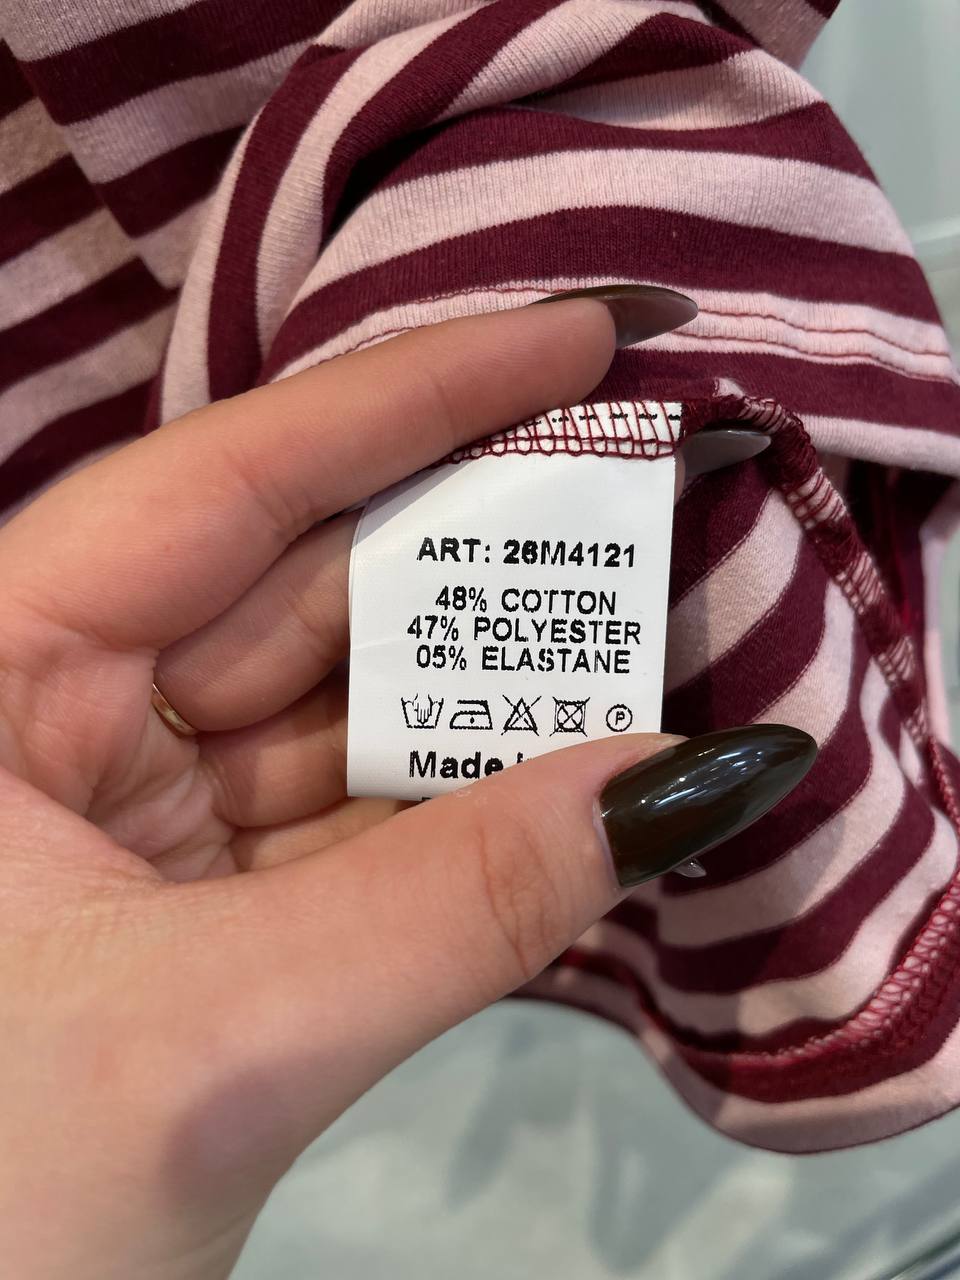 ART: 26M4121
48% COTTON
47% POLYESTER
05% ELASTANE
P
Made